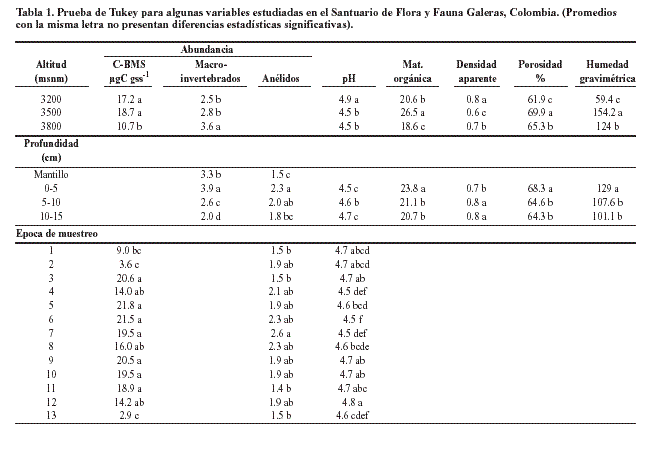 Tabla 1. Prueba de Tukey para algunas variables estudiadas en el Santuario de Flora y Fauna Galeras, Colombia. (Promedios
con la misma letra no presentan diferencias estadísticas significativas).
Abundancia
Altitud C-BMS Macro- Mat. Densidad Porosidad Humedad
(msnm) µgC gss-1 invertebrados Anélidos pH orgánica aparente % gravimétrica
3200 17.2 a 2.5 b 4.9 a 20.6 b 0.8 a 61.9 c 59.4 c
3500 18.7 a 2.8 b 4.5 b 26.5 a 0.6 c 69.9 a 154.2 a
3800 10.7 b 3.6 a 4.5 b 18.6 c 0.7 b 65.3 b 124 b
Profundidad
(cm)
Mantillo 3.3 b 1.5 c
0-5 3.9 a 2.3 a 4.5 c 23.8 a 0.7 b 68.3 a 129 a
5-10 2.6 c 2.0 ab 4.6 b 21.1 b 0.8 a 64.6 b 107.6 b
10-15 2.0 d 1.8 bc 4.7 c 20.7 b 0.8 a 64.3 b 101.1 b
Epoca de muestreo
1 9.0 bc 1.5 b 4.7 abcd
2 3.6 c 1.9 ab 4.7 abcd
3 20.6 a 1.5 b 4.7 ab
4 14.0 ab 2.1 ab 4.5 def
5 21.8 a 1.9 ab 4.6 bcd
6 21.5 a 2.3 ab 4.5 f
7 19.5 a 2.6 a 4.5 def
8 16.0 ab 2.3 ab 4.6 bcde
9 20.5 a 1.9 ab 4.7 ab
10 19.5 a 1.9 ab 4.7 ab
11 18.9 a 1.4 b 4.7 abc
12 14.2 ab 1.9 ab 4.8 a
13 2.9 c 1.5 b 4.6 cdef